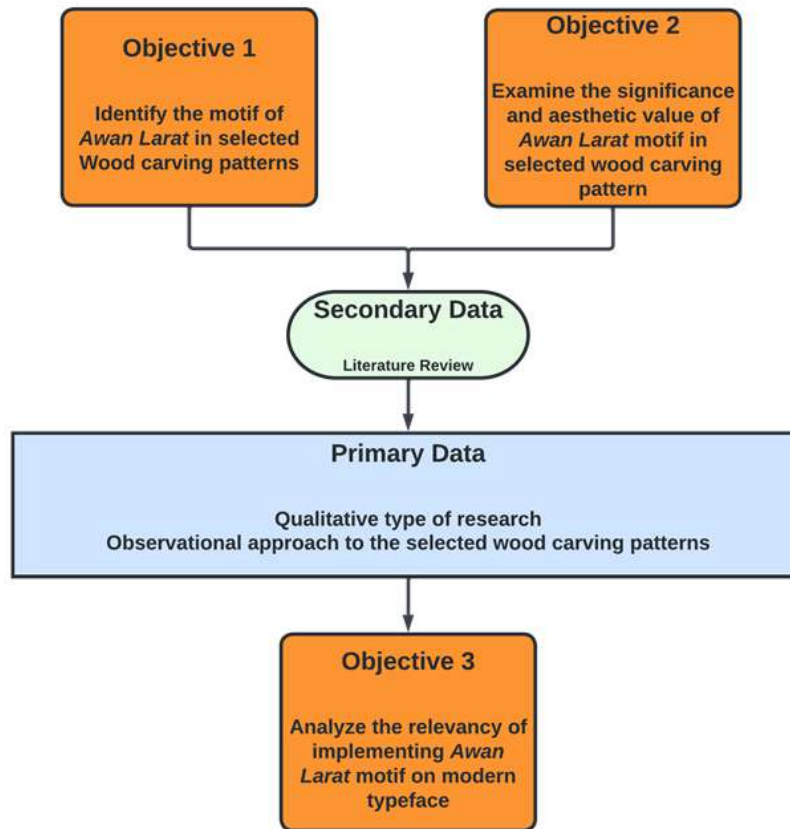 Objective 1
Identify the motif of
Awan Larat in selected
Wood carving patterns
Objective 2
Examine the significance
and aesthetic value of
Awan Larat motif in
selected wood carving
pattern
Secondary Data
Literature Review
Primary Data
Qualitative type of research
Observational approach to the selected wood carving patterns
Objective 3
Analyze the relevancy of
implementing Awan
Larat motif on modern
typeface